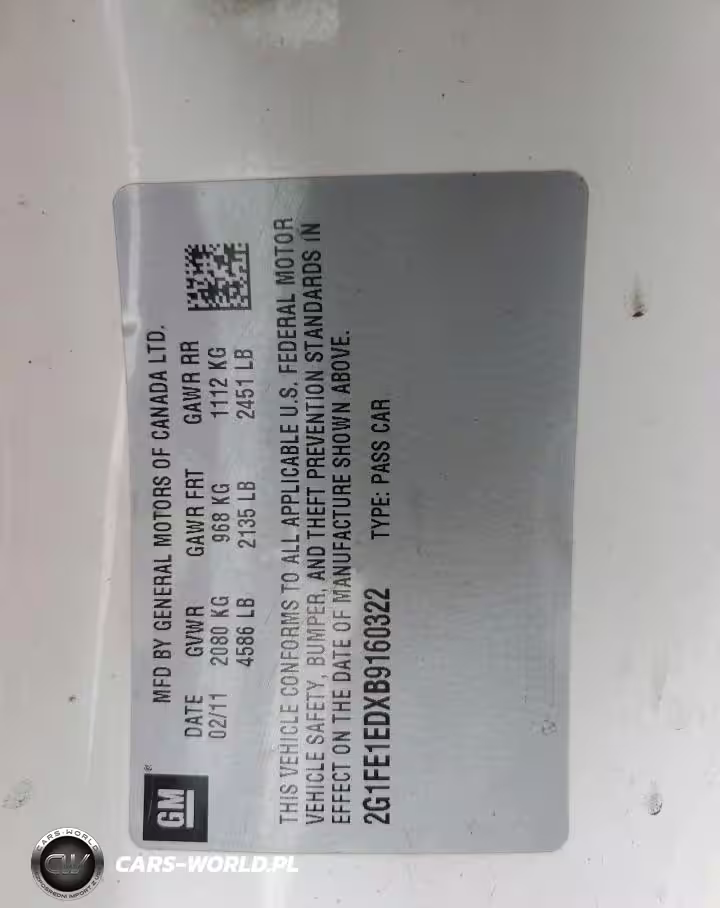 GM
MFD BY GENERAL MOTORS OF CANADA LTD.
DATE GVWR GAWR FRT GAWR RR
02/11 2080 KG 968 KG 1112 KG
4586 LB 2135 LB 2451 LB
THIS VEHICLE CONFORMS TO ALL APPLICABLE U.S. FEDERAL MOTOR
VEHICLE SAFETY, BUMPER, AND THEFT PREVENTION STANDARDS IN
EFFECT ON THE DATE OF MANUFACTURE SHOWN ABOVE.
2G1FE1EDXB9160322 TYPE: PASS CAR
CARS-WORLD
CW
CARS-WORLD.PL